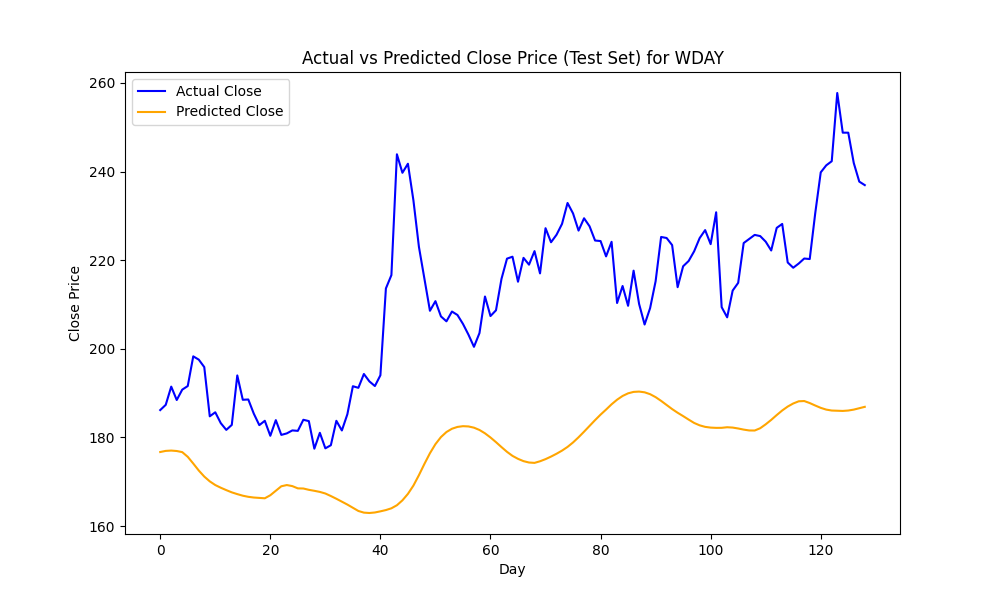 Actual vs Predicted Close Price (Test Set) for WDAY
Actual Close
Predicted Close
Close Price
260
240
220
200
180
160
0 20 40 60 80 100 120
Day